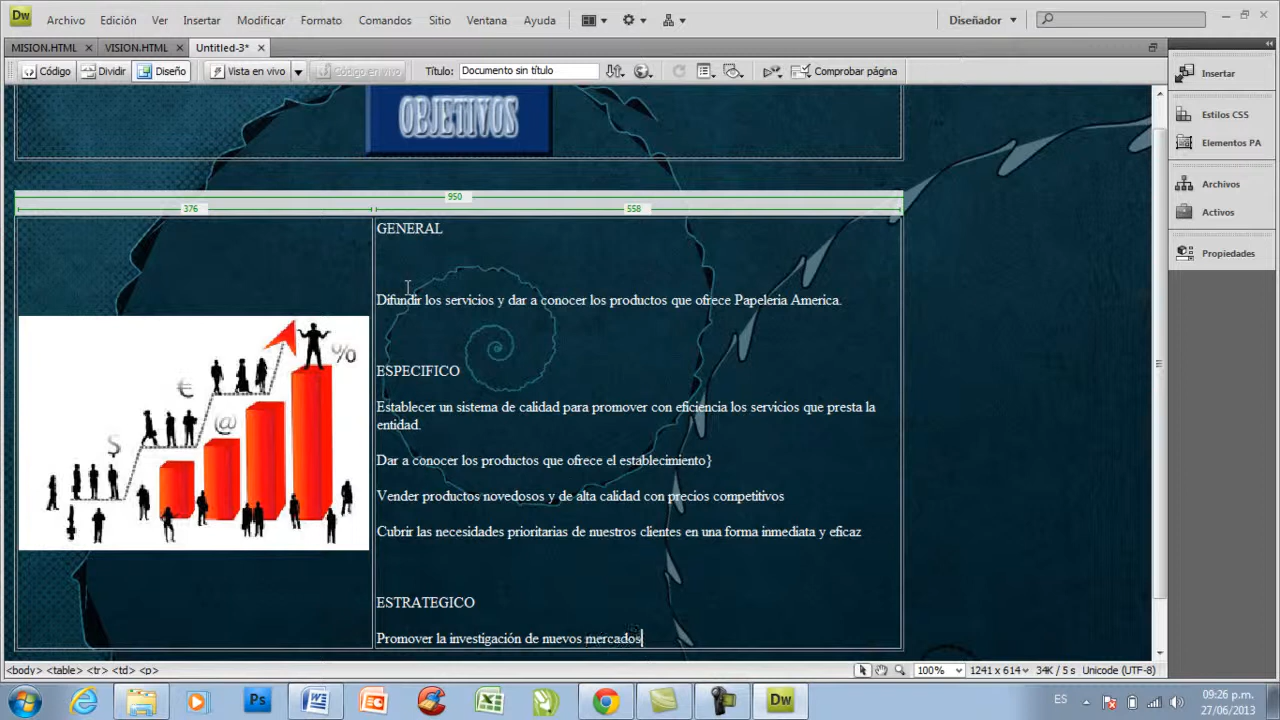 Dw
Archivo Edición Ver Insertar Modificar Formato Comandos Sitio Ventana Ayuda
Diseñador
MISION.HTML
VISION.HTML
Untitled-3*
Código
Dividir
Diseño
Vista en vivo
Código en vivo
Título:
Documento sin título
Comprobar página
Insertar
Estilos CSS
Elementos PA
Archivos
Activos
Propiedades
OBJETIVOS
950
376
558
GENERAL
Difundir los servicios y dar a conocer los productos que ofrece Papeleria America.
ESPECIFICO
Establecer un sistema de calidad para promover con eficiencia los servicios que presta la
entidad.
Dar a conocer los productos que ofrece el establecimiento}
Vender productos novedosos y de alta calidad con precios competitivos
Cubrir las necesidades prioritarias de nuestros clientes en una forma inmediata y eficaz
ESTRATEGICO
Promover la investigación de nuevos mercados
$ @ € %
<body> <table> <tr> <td> <p>
100%
1241 x 614
34K / 5 s
Unicode (UTF-8)
Ps
Dw
ES
09:26 p.m.
27/06/2013